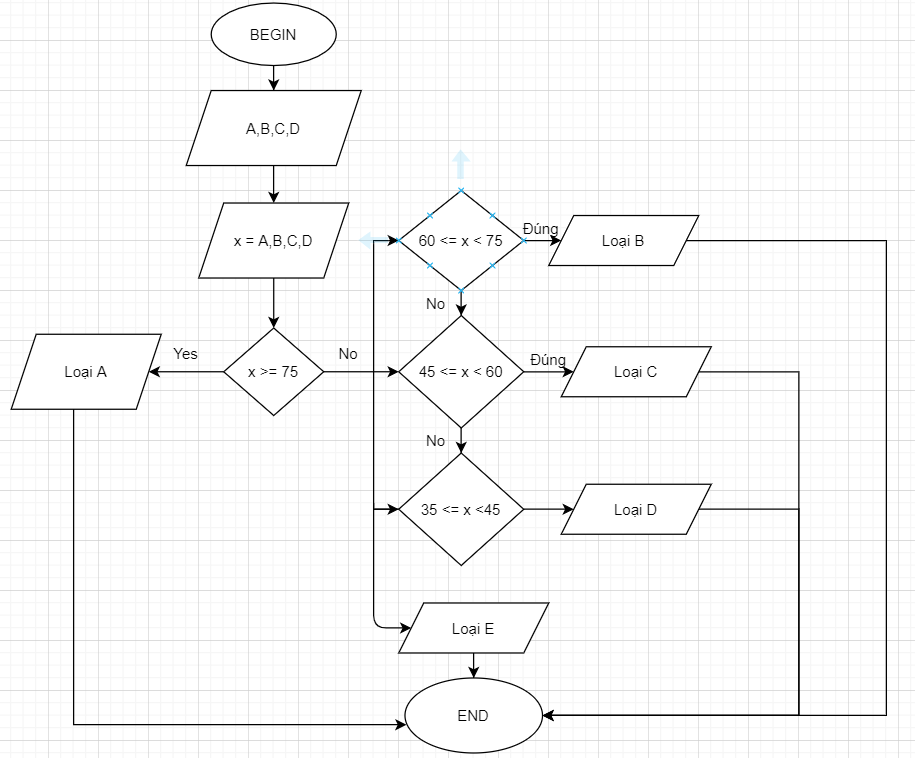 BEGIN
A,B,C,D
x = A,B,C,D
60 <= x < 75
Đúng
Loại B
No
Loại A
Yes
x >= 75
No
45 <= x < 60
Đúng
Loại C
No
35 <= x <45
Loại D
Loại E
END